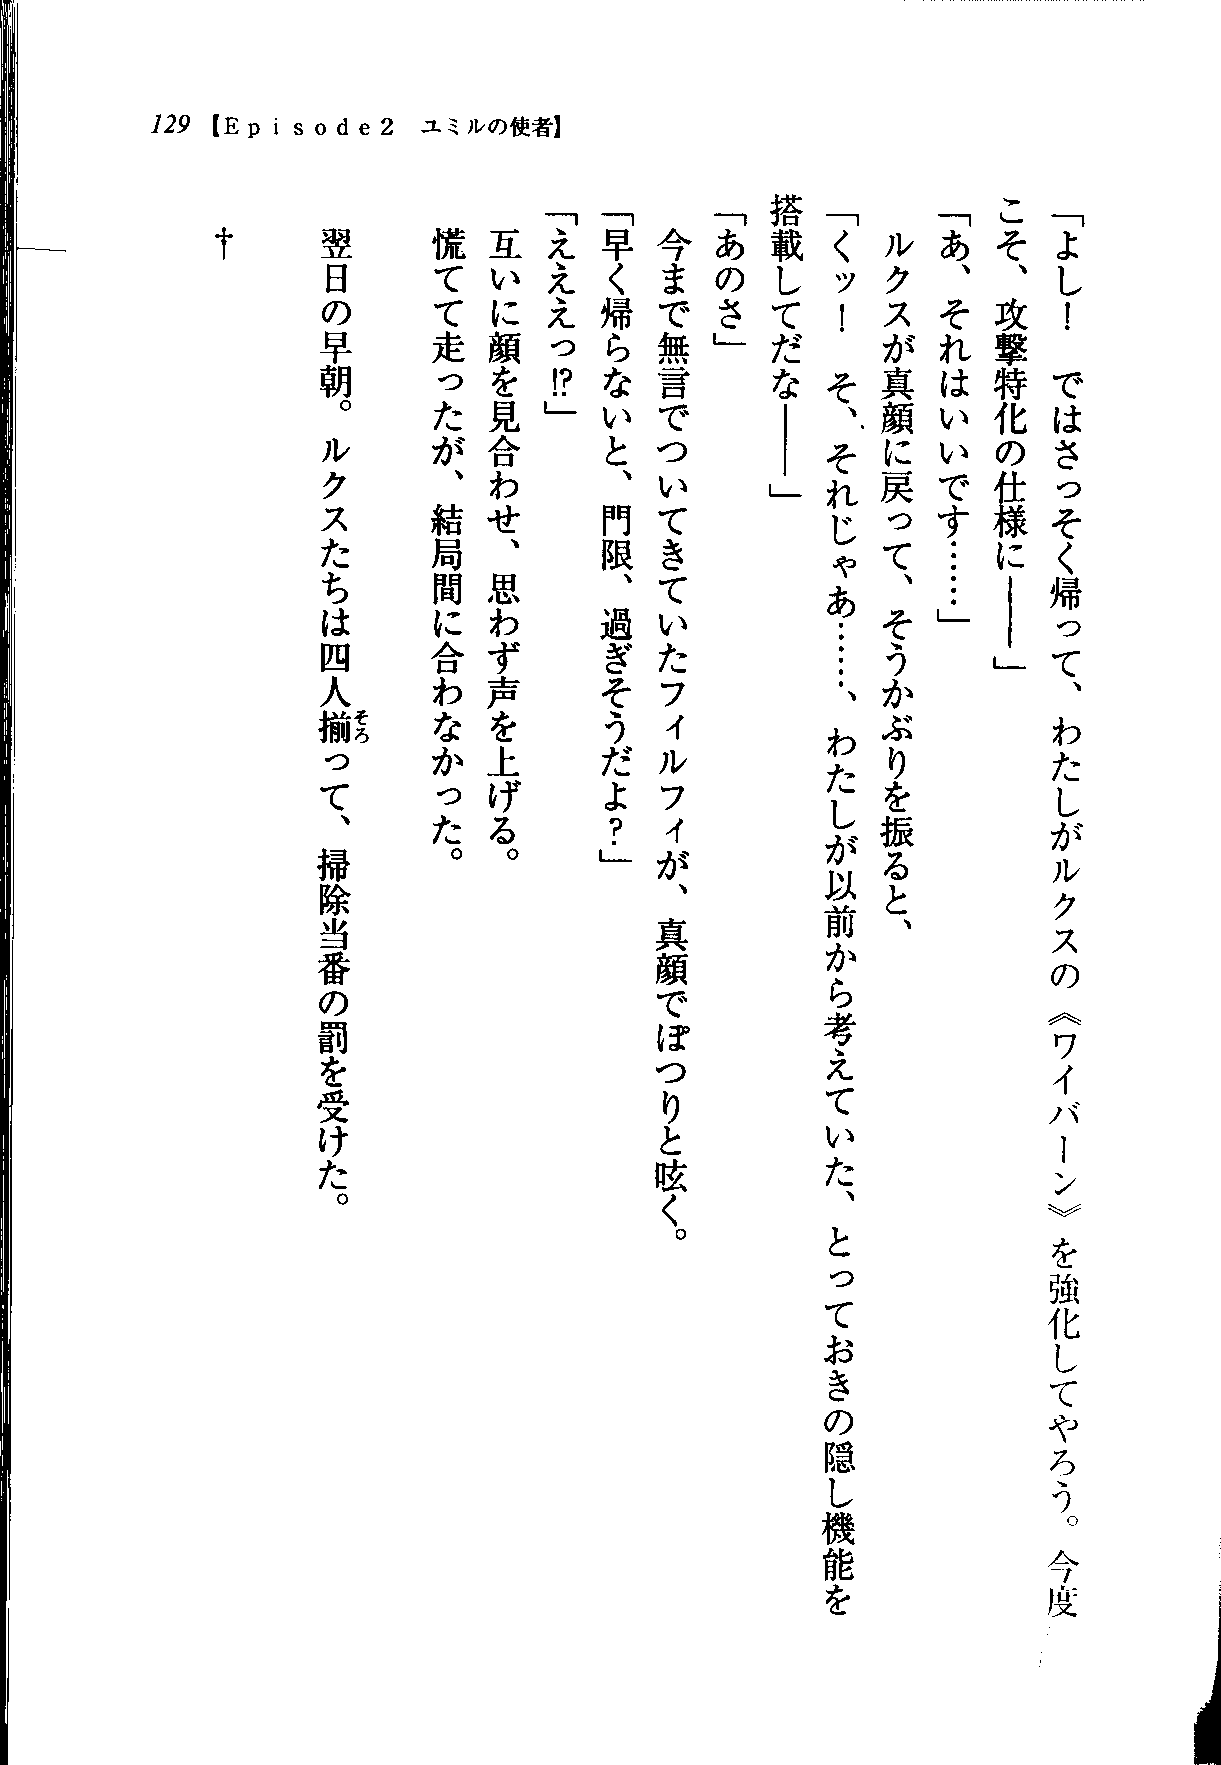 129 【Episode2　ユミルの使者】
「よし！　ではさっそく帰って、わたしがルクスの《ワイバーン》を強化してやろう。今度
こそ、攻撃特化の仕様に――」
「あ、それはいいです……」
　ルクスが真顔に戻って、そうかぶりを振ると、
「くッ！　そ、それじゃあ……、わたしが以前から考えていた、とっておきの隠し機能を
搭載してだな――」
「あのさ」
　今まで無言でついてきていたフィルフィが、真顔でぽつりと呟く。
「早く帰らないと、門限、過ぎそうだよ？」
「えええっ⁉」
　互いに顔を見合わせ、思わず声を上げる。
　慌てて走ったが、結局間に合わなかった。
　翌日の早朝。ルクスたちは四人揃って、掃除当番の罰を受けた。
そろ
†